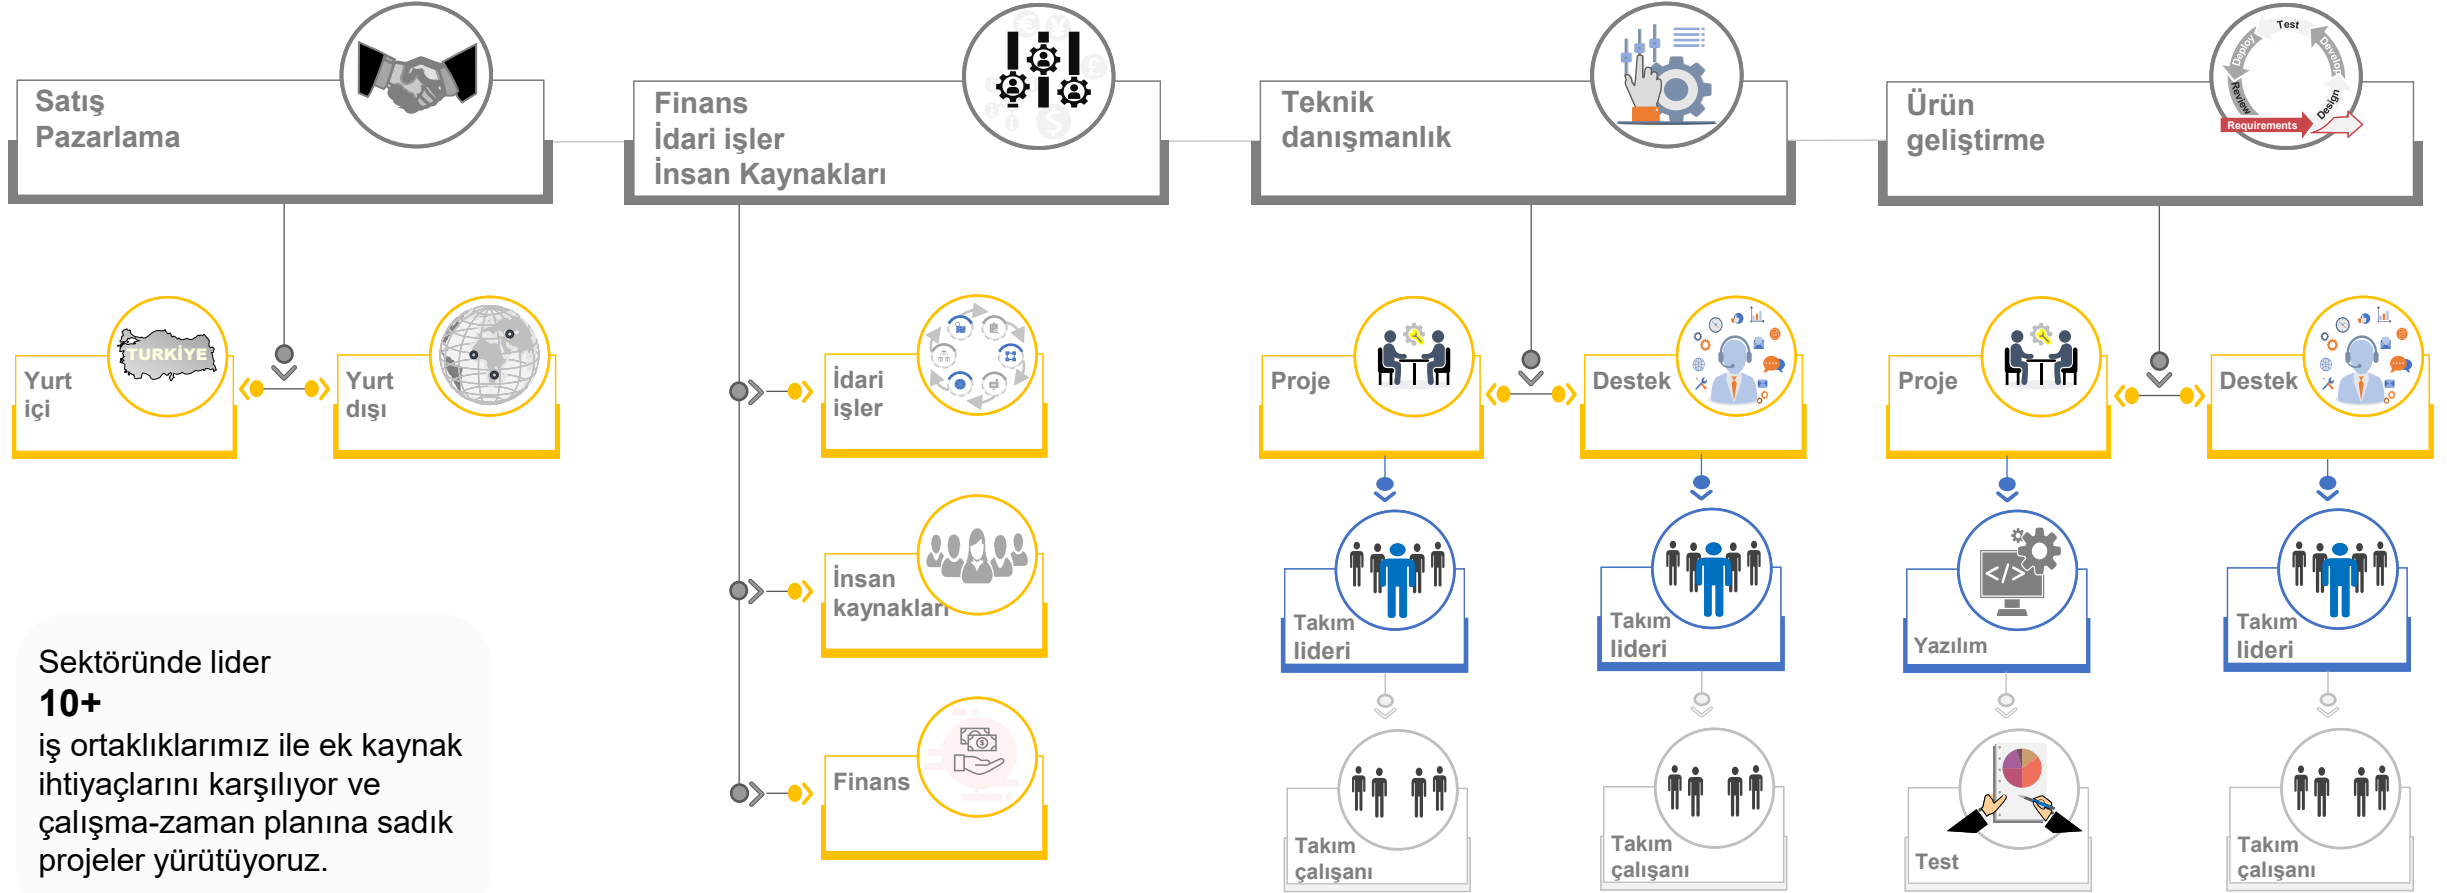 Satış
Pazarlama
Finans
İdari işler
İnsan Kaynakları
Teknik
danışmanlık
Ürün
geliştirme
Test
Develop
Design
Deploy
Review
Requirements
TURKİYE
Yurt
içi
Yurt
dışı
İdari
işler
Proje
Destek
Proje
Destek
İnsan
kaynakları
Takım
lideri
Takım
lideri
Yazılım
Takım
lideri
Finans
Takım
çalışanı
Takım
çalışanı
Test
Takım
çalışanı
Sektöründe lider
10+
iş ortaklıklarımız ile ek kaynak
ihtiyaçlarını karşılıyor ve
çalışma-zaman planına sadık
projeler yürütüyoruz.